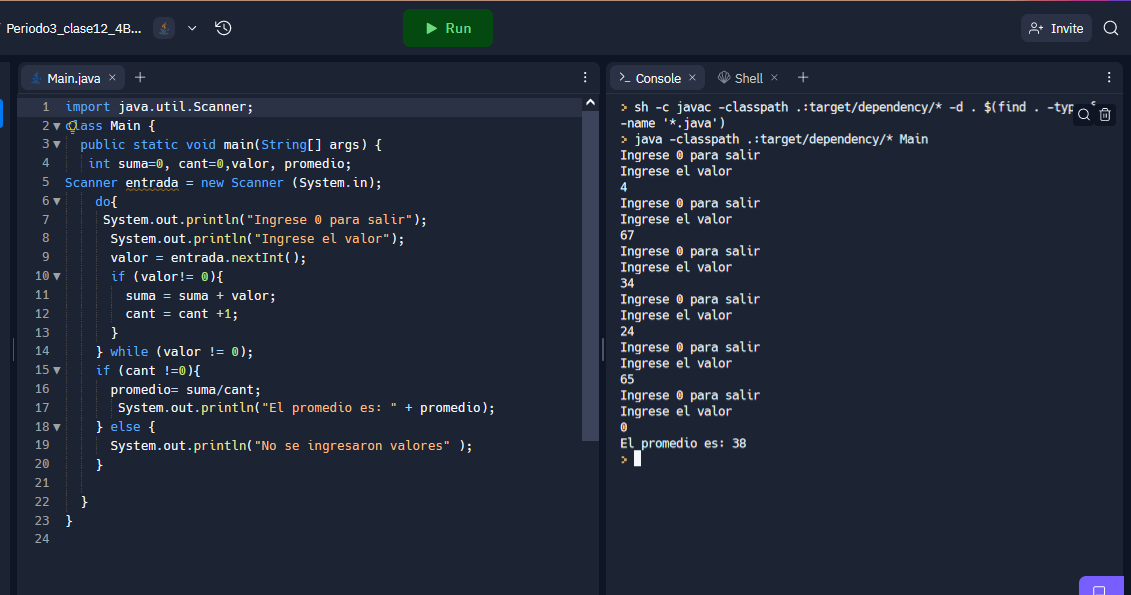 Periodo3_clase12_4B...
Run
Invite
Main.java
1 import java.util.Scanner;
2 class Main {
3 public static void main(String[] args) {
4 int suma=0, cant=0,valor, promedio;
5 Scanner entrada = new Scanner (System.in);
6 do{
7 System.out.println("Ingrese 0 para salir");
8 System.out.println("Ingrese el valor");
9 valor = entrada.nextInt();
10 if (valor!= 0){
11 suma = suma + valor;
12 cant = cant +1;
13 }
14 } while (valor != 0);
15 if (cant !=0){
16 promedio= suma/cant;
17 System.out.println("El promedio es: " + promedio);
18 } else {
19 System.out.println("No se ingresaron valores" );
20 }
21
22 }
23 }
24
>_ Console
Shell
> sh -c javac -classpath .:target/dependency/* -d . $(find . -typ
-name '*.java')
> java -classpath .:target/dependency/* Main
Ingrese 0 para salir
Ingrese el valor
4
Ingrese 0 para salir
Ingrese el valor
67
Ingrese 0 para salir
Ingrese el valor
34
Ingrese 0 para salir
Ingrese el valor
24
Ingrese 0 para salir
Ingrese el valor
65
Ingrese 0 para salir
Ingrese el valor
0
El promedio es: 38
>